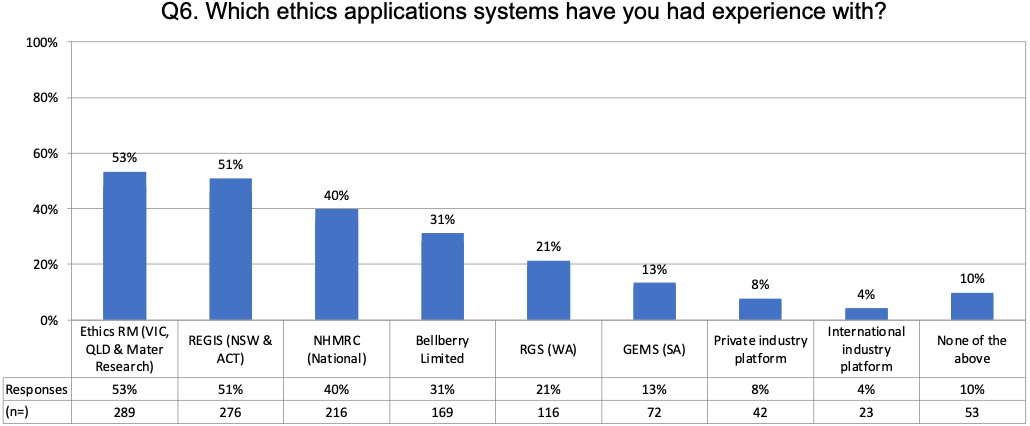 Q6. Which ethics applications systems have you had experience with?
100%
80%
60%
40%
20%
0%
53%
51%
40%
31%
21%
13%
8%
4%
10%
Ethics RM (VIC,
QLD & Mater
Research)
REGIS (NSW &
ACT)
NHMRC
(National)
Bellberry
Limited
RGS (WA)
GEMS (SA)
Private industry
platform
International
industry
platform
None of the
above
Responses 53% 51% 40% 31% 21% 13% 8% 4% 10%
(n=) 289 276 216 169 116 72 42 23 53